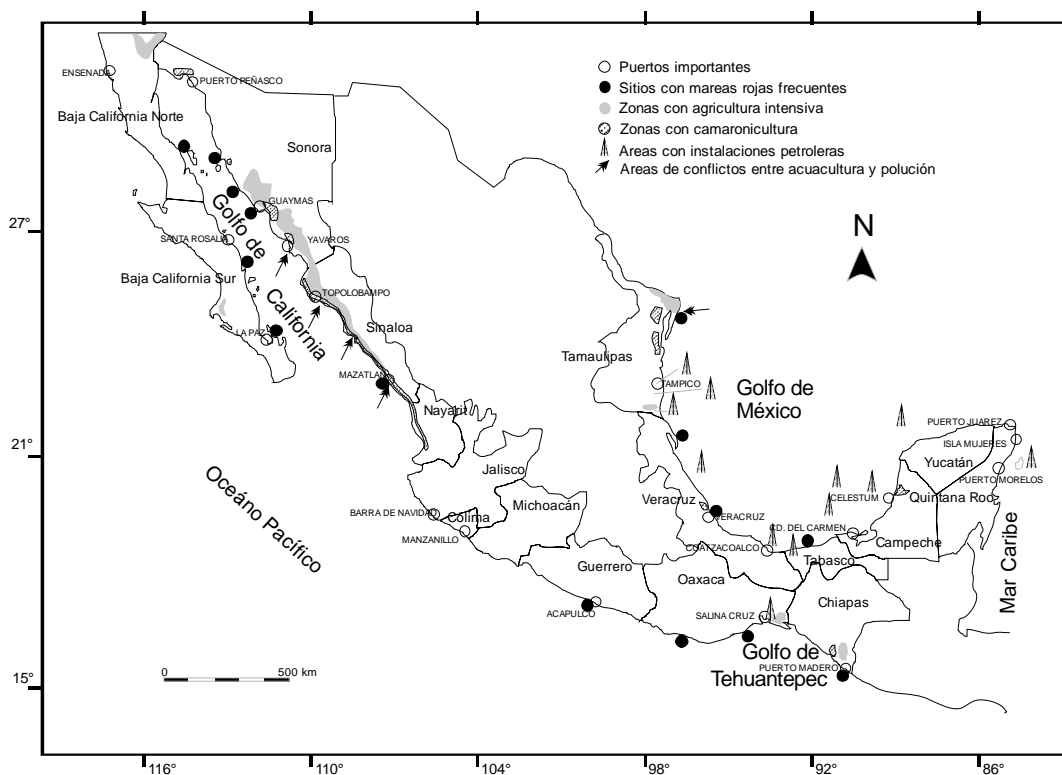 ENSENADA
PUERTO PEÑASCO
Baja California Norte
Sonora
Puertos importantes
Sitios con mareas rojas frecuentes
Zonas con agricultura intensiva
Zonas con camaronicultura
Areas con instalaciones petroleras
Areas de conflictos entre acuacultura y polución
27°
GUAYMAS
Golfo de
California
SANTA ROSALIA
YAVAROS
N
Baja California Sur
TOPOLOBAMPO
Sinaloa
LA PAZ
MAZATLAN
Nayarit
Tamaulipas
TAMPICO
Golfo de
México
21°
PUERTO JUAREZ
ISLA MUJERES
Yucatán
PUERTO MORELOS
Océano Pacífico
Jalisco
Michoacán
Veracruz
VERACRUZ
CELESTUM
Quintana Roo
BARRA DE NAVIDAD
Colima
MANZANILLO
CD. DEL CARMEN
Campeche
COATZACOALCO
Tabasco
Mar Caribe
Guerrero
Oaxaca
Chiapas
ACAPULCO
SALINA CRUZ
Golfo de
Tehuantepec
PUERTO MADERO
15°
0 500 km
116° 110° 104° 98° 92° 86°